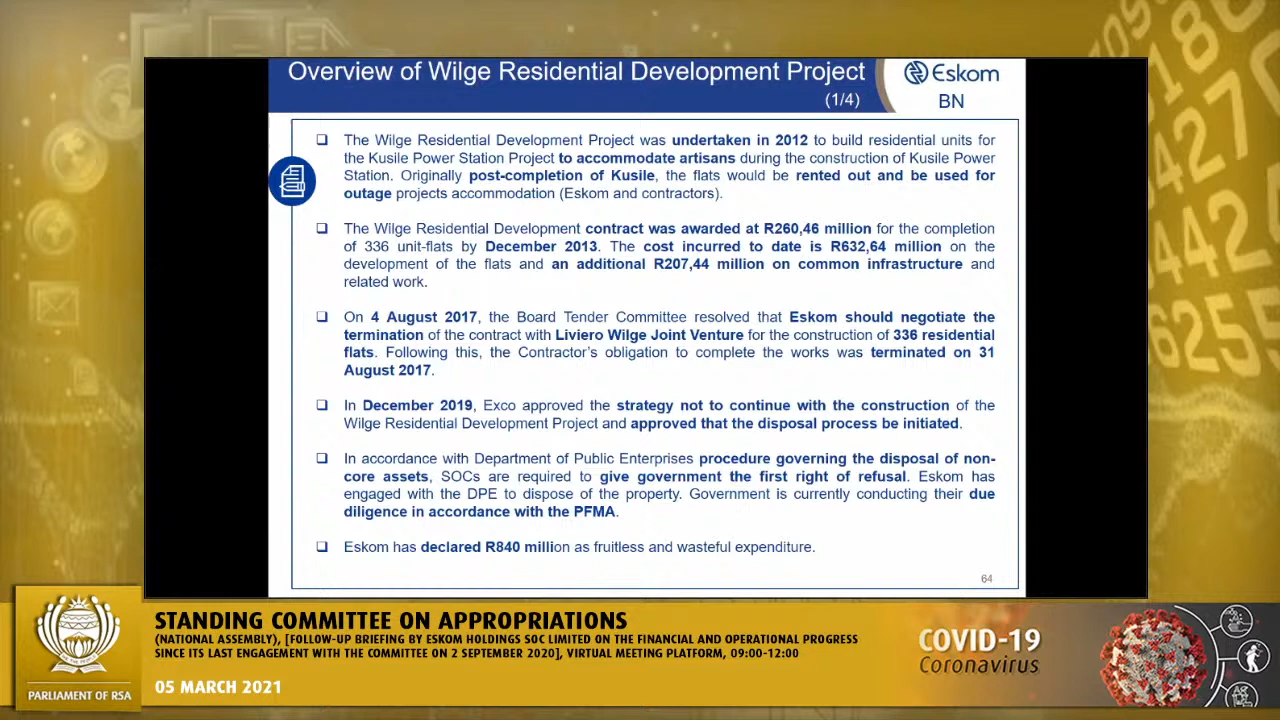 Overview of Wilge Residential Development Project
(1/4)
Eskom
BN
❑ The Wilge Residential Development Project was undertaken in 2012 to build residential units for
the Kusile Power Station Project to accommodate artisans during the construction of Kusile Power
Station. Originally post-completion of Kusile, the flats would be rented out and be used for
outage projects accommodation (Eskom and contractors).
❑ The Wilge Residential Development contract was awarded at R260,46 million for the completion
of 336 unit-flats by December 2013. The cost incurred to date is R632,64 million on the
development of the flats and an additional R207,44 million on common infrastructure and
related work.
❑ On 4 August 2017, the Board Tender Committee resolved that Eskom should negotiate the
termination of the contract with Liviero Wilge Joint Venture for the construction of 336 residential
flats. Following this, the Contractor's obligation to complete the works was terminated on 31
August 2017.
❑ In December 2019, Exco approved the strategy not to continue with the construction of the
Wilge Residential Development Project and approved that the disposal process be initiated.
❑ In accordance with Department of Public Enterprises procedure governing the disposal of non-
core assets, SOCs are required to give government the first right of refusal. Eskom has
engaged with the DPE to dispose of the property. Government is currently conducting their due
diligence in accordance with the PFMA.
❑ Eskom has declared R840 million as fruitless and wasteful expenditure.
64
STANDING COMMITTEE ON APPROPRIATIONS
(NATIONAL ASSEMBLY), [FOLLOW-UP BRIEFING BY ESKOM HOLDINGS SOC LIMITED ON THE FINANCIAL AND OPERATIONAL PROGRESS
SINCE ITS LAST ENGAGEMENT WITH THE COMMITTEE ON 2 SEPTEMBER 2020], VIRTUAL MEETING PLATFORM, 09:00-12:00
05 MARCH 2021
PARLIAMENT OF RSA
COVID-19
Coronavirus